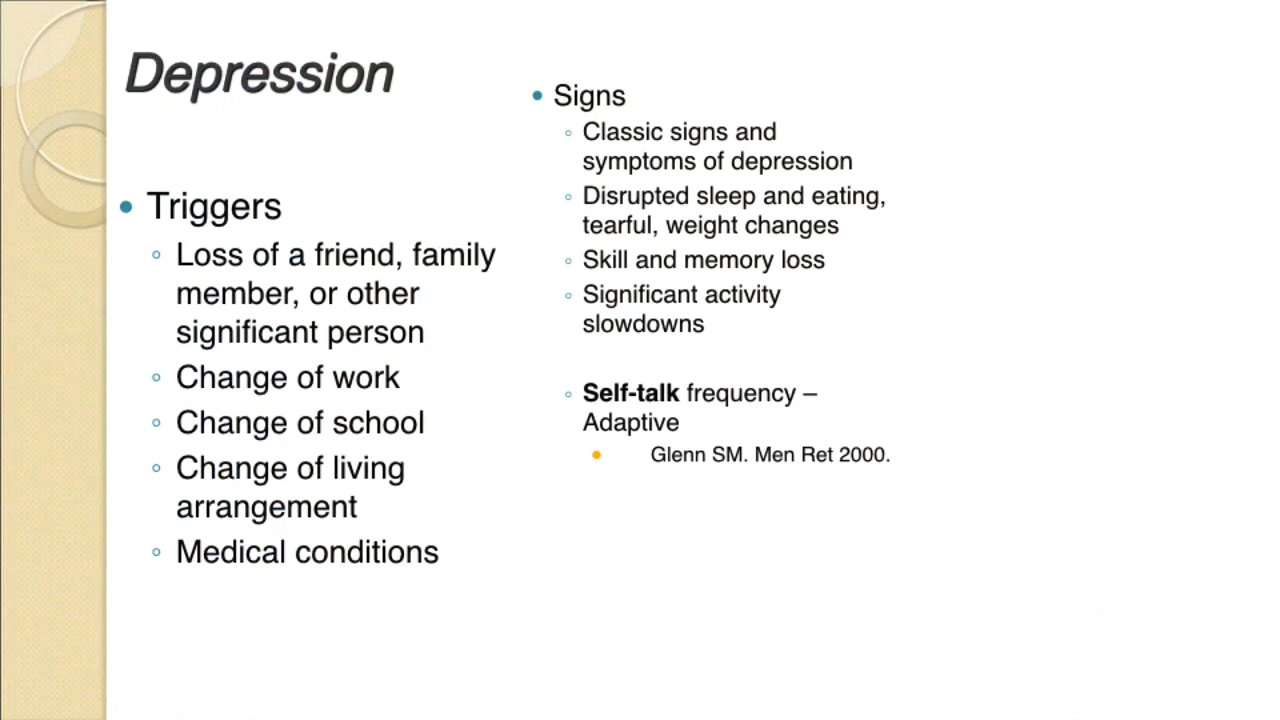 Depression
• Triggers
◦ Loss of a friend, family
member, or other
significant person
◦ Change of work
◦ Change of school
◦ Change of living
arrangement
◦ Medical conditions
• Signs
◦ Classic signs and
symptoms of depression
◦ Disrupted sleep and eating,
tearful, weight changes
◦ Skill and memory loss
◦ Significant activity
slowdowns
◦ Self-talk frequency –
Adaptive
• Glenn SM. Men Ret 2000.